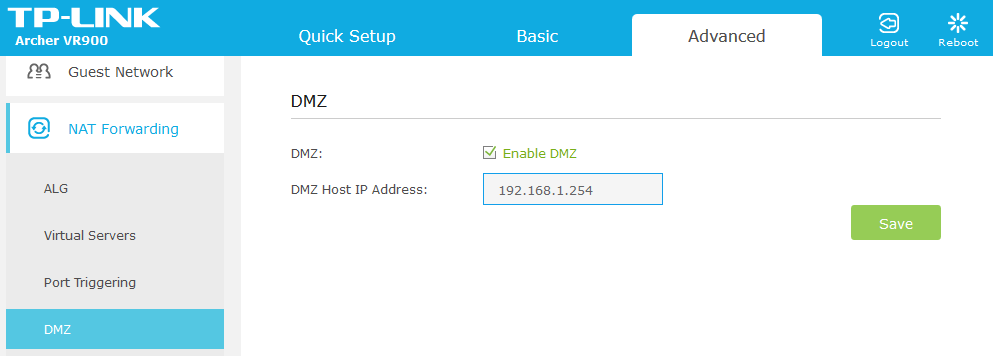 TP-LINK
Archer VR900
Quick Setup
Basic
Advanced
Logout
Reboot
Guest Network
NAT Forwarding
ALG
Virtual Servers
Port Triggering
DMZ
DMZ
DMZ: Enable DMZ
DMZ Host IP Address: 192.168.1.254
Save